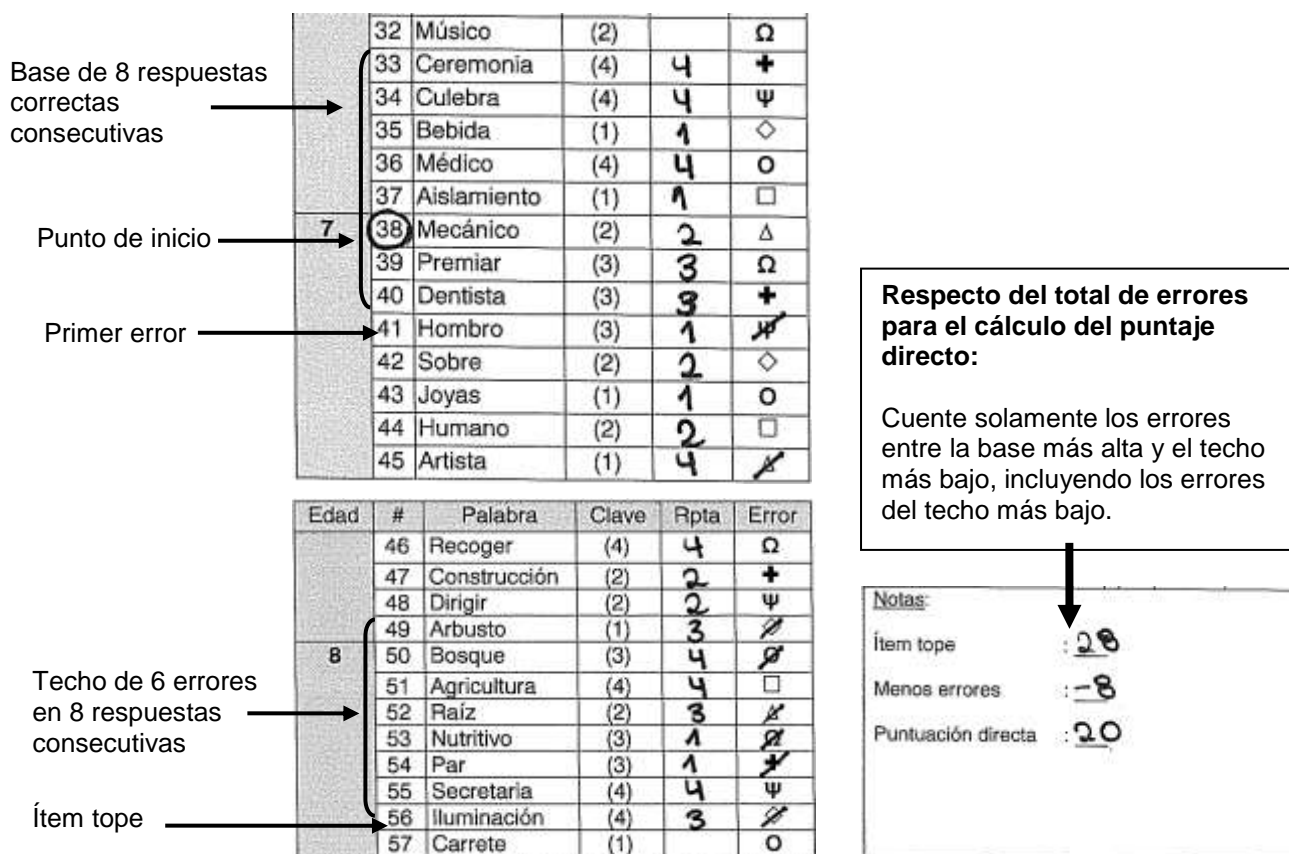 32 Músico (2) Ω
Base de 8 respuestas
correctas
consecutivas
33 Ceremonia (4) 4 ✚
34 Culebra (4) 4 Ψ
35 Bebida (1) 1 ◇
36 Médico (4) 4 O
37 Aislamiento (1) 1 □
Punto de inicio
7 38 Mecánico (2) 2 Δ
39 Premiar (3) 3 Ω
40 Dentista (3) 3 ✚
Primer error
41 Hombro (3) 1 Ψ
42 Sobre (2) 2 ◇
43 Joyas (1) 1 O
44 Humano (2) 2 □
45 Artista (1) 4 Δ
Edad # Palabra Clave Rpta Error
46 Recoger (4) 4 Ω
47 Construcción (2) 2 ✚
48 Dirigir (2) 2 Ψ
49 Arbusto (1) 3 ◇
8 50 Bosque (3) 4 O
51 Agricultura (4) 4 □
Techo de 6 errores
en 8 respuestas
consecutivas
52 Raíz (2) 3 Δ
53 Nutritivo (3) 1 Ω
54 Par (3) 1 ✚
55 Secretaria (4) 4 Ψ
Ítem tope
56 Iluminación (4) 3 ◇
57 Carrete (1) O
Respecto del total de errores
para el cálculo del puntaje
directo:
Cuente solamente los errores
entre la base más alta y el techo
más bajo, incluyendo los errores
del techo más bajo.
Notas:
Ítem tope : 28
Menos errores : -8
Puntuación directa : 20